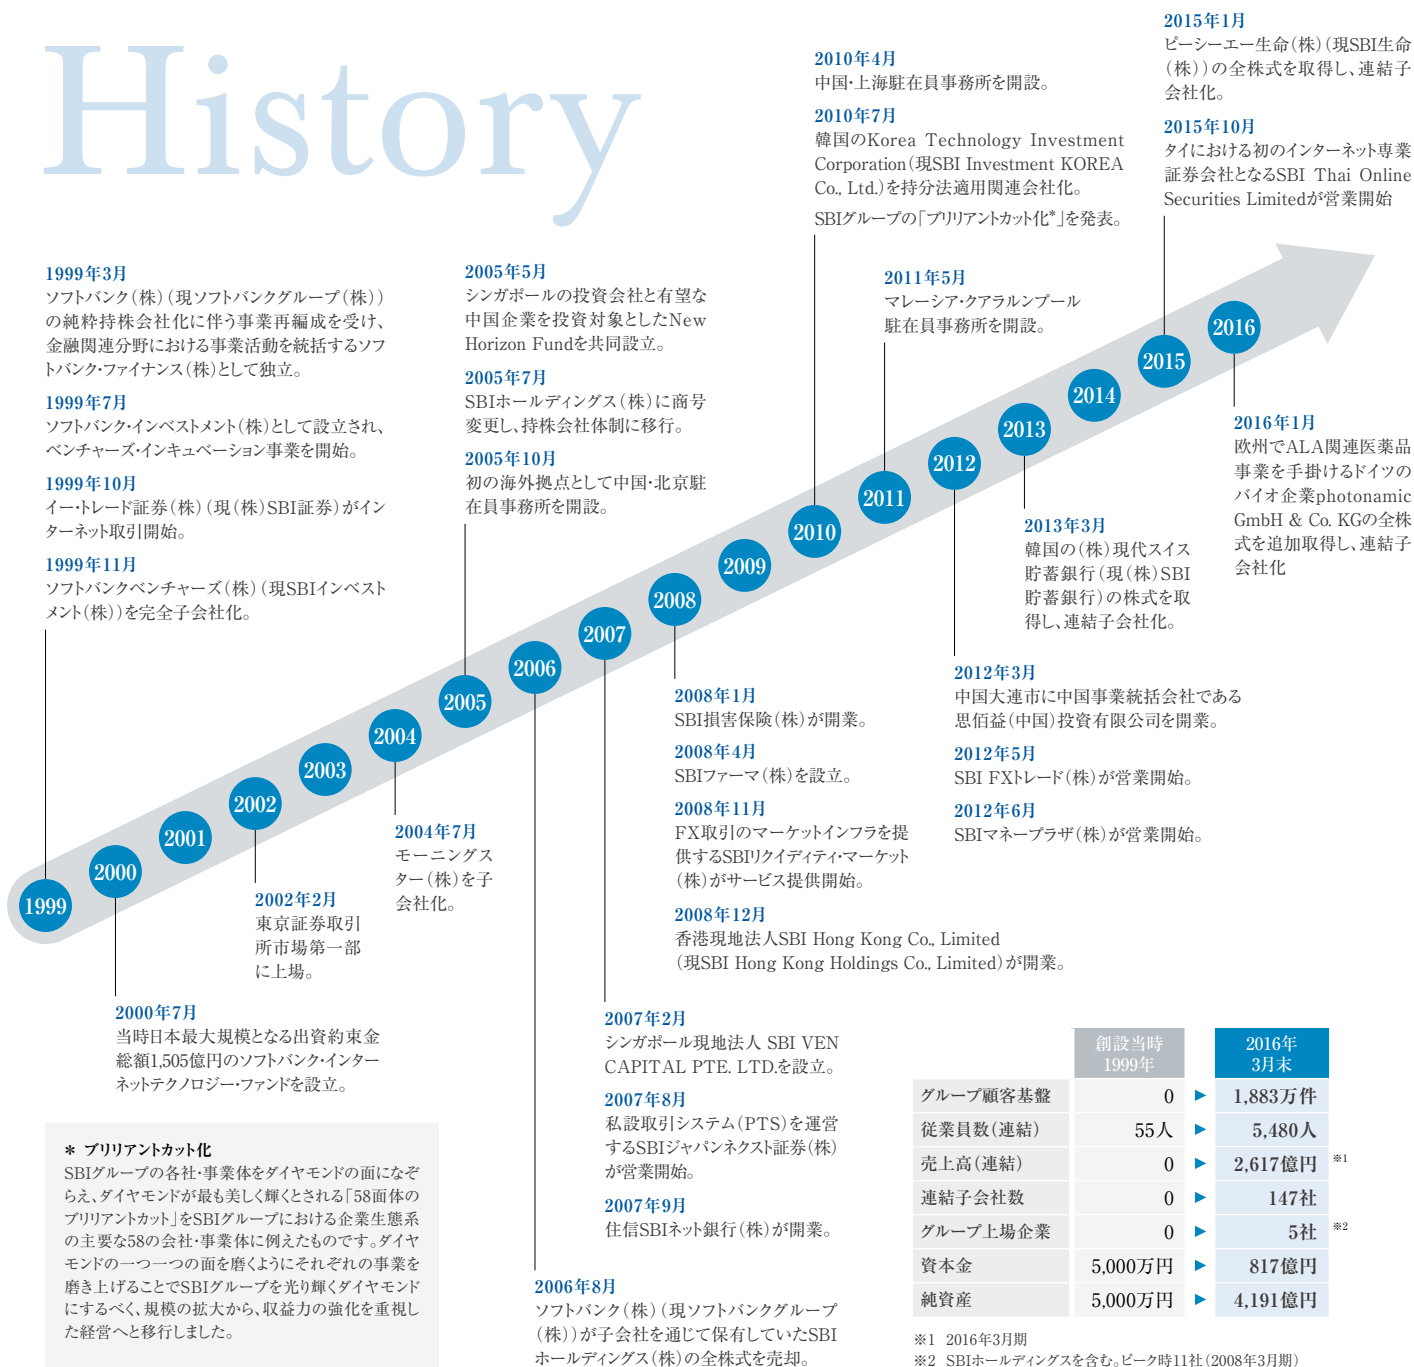 History
1999年3月
ソフトバンク(株)(現ソフトバンクグループ(株))
の純粋持株会社化に伴う事業再編成を受け、
金融関連分野における事業活動を統括するソフ
トバンク・ファイナンス(株)として独立。
1999年7月
ソフトバンク・インベストメント(株)として設立され、
ベンチャーズ・インキュベーション事業を開始。
1999年10月
イー・トレード証券(株)(現(株)SBI証券)がイン
ターネット取引開始。
1999年11月
ソフトバンクベンチャーズ(株)(現SBIインベスト
メント(株))を完全子会社化。
2005年5月
シンガポールの投資会社と有望な
中国企業を投資対象としたNew
Horizon Fundを共同設立。
2005年7月
SBIホールディングス(株)に商号
変更し、持株会社体制に移行。
2005年10月
初の海外拠点として中国・北京駐
在員事務所を開設。
2010年4月
中国・上海駐在員事務所を開設。
2010年7月
韓国のKorea Technology Investment
Corporation(現SBI Investment KOREA
Co., Ltd.)を持分法適用関連会社化。
SBIグループの「ブリリアントカット化*」を発表。
2011年5月
マレーシア・クアラルンプール
駐在員事務所を開設。
2015年1月
ピーシーエー生命(株)(現SBI生命
(株))の全株式を取得し、連結子
会社化。
2015年10月
タイにおける初のインターネット専業
証券会社となるSBI Thai Online
Securities Limitedが営業開始
1999
2000
2001
2002
2003
2004
2005
2006
2007
2008
2009
2010
2011
2012
2013
2014
2015
2016
2000年7月
当時日本最大規模となる出資約束金
総額1,505億円のソフトバンク・インター
ネットテクノロジー・ファンドを設立。
2002年2月
東京証券取引
所市場第一部
に上場。
2004年7月
モーニングス
ター(株)を子
会社化。
2006年8月
ソフトバンク(株)(現ソフトバンクグループ
(株))が子会社を通じて保有していたSBI
ホールディングス(株)の全株式を売却。
2007年2月
シンガポール現地法人 SBI VEN
CAPITAL PTE. LTD.を設立。
2007年8月
私設取引システム(PTS)を運営
するSBIジャパンネクスト証券(株)
が営業開始。
2007年9月
住信SBIネット銀行(株)が開業。
2008年1月
SBI損害保険(株)が開業。
2008年4月
SBIファーマ(株)を設立。
2008年11月
FX取引のマーケットインフラを提
供するSBIリクイディティ・マーケット
(株)がサービス提供開始。
2008年12月
香港現地法人SBI Hong Kong Co., Limited
(現SBI Hong Kong Holdings Co., Limited)が開業。
2012年3月
中国大連市に中国事業統括会社である
思佰益(中国)投資有限公司を開業。
2012年5月
SBI FXトレード(株)が営業開始。
2012年6月
SBIマネープラザ(株)が営業開始。
2013年3月
韓国の(株)現代スイス
貯蓄銀行(現(株)SBI
貯蓄銀行)の株式を取
得し、連結子会社化。
2016年1月
欧州でALA関連医薬品
事業を手掛けるドイツの
バイオ企業photonamic
GmbH & Co. KGの全株
式を追加取得し、連結子
会社化
* ブリリアントカット化
SBIグループの各社・事業体をダイヤモンドの面になぞ
らえ、ダイヤモンドが最も美しく輝くとされる「58面体の
ブリリアントカット」をSBIグループにおける企業生態系
の主要な58の会社・事業体に例えたものです。ダイヤ
モンドの一つ一つの面を磨くようにそれぞれの事業を
磨き上げることでSBIグループを光り輝くダイヤモンド
にするべく、規模の拡大から、収益力の強化を重視し
た経営へと移行しました。
創設当時 2016年
1999年 3月末
グループ顧客基盤 0 ▶ 1,883万件
従業員数(連結) 55人 ▶ 5,480人
売上高(連結) 0 ▶ 2,617億円 ※1
連結子会社数 0 ▶ 147社
グループ上場企業 0 ▶ 5社 ※2
資本金 5,000万円 ▶ 817億円
純資産 5,000万円 ▶ 4,191億円
※1 2016年3月期
※2 SBIホールディングスを含む。ピーク時11社(2008年3月期)